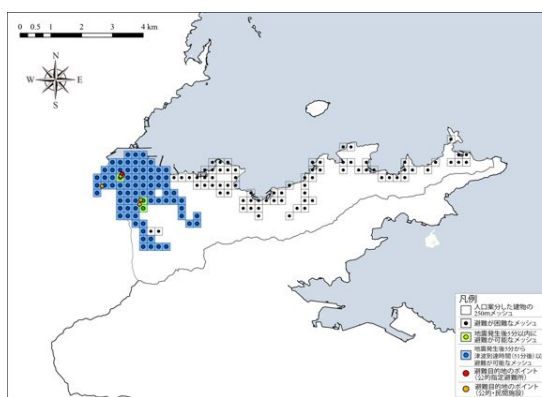 0 0.5 1 2 3 4 km
N
W E
S
凡例
人口案分した建物の
250mメッシュ
避難が困難なメッシュ
地震発生後5分以内に
避難が可能なメッシュ
地震発生後5分から
津波到達時間(51分後)以
避難が可能なメッシュ
避難目的地のポイント
(公的指定避難所)
避難目的地のポイント
(公的・民間施設)